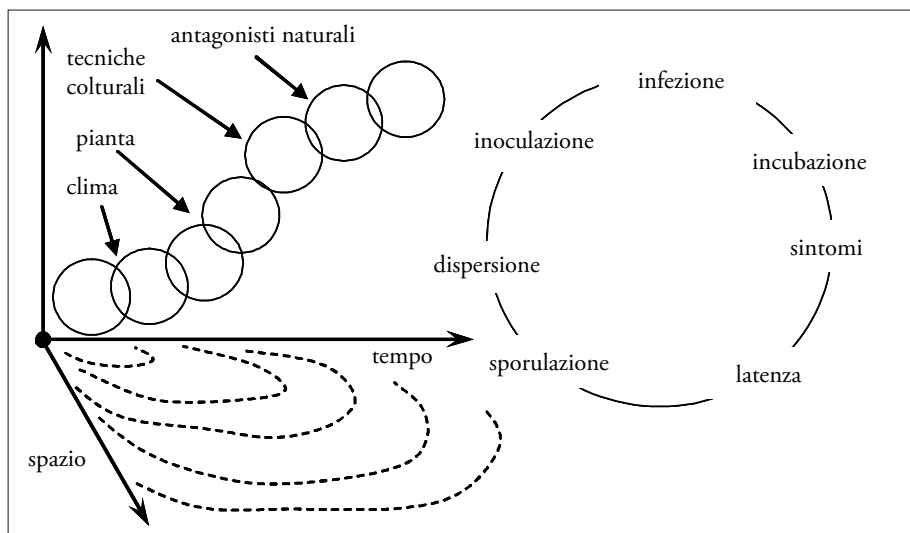 antagonisti naturali
tecniche
colturali
pianta
clima
tempo
spazio
infezione
incubazione
sintomi
latenza
sporulazione
dispersione
inoculazione